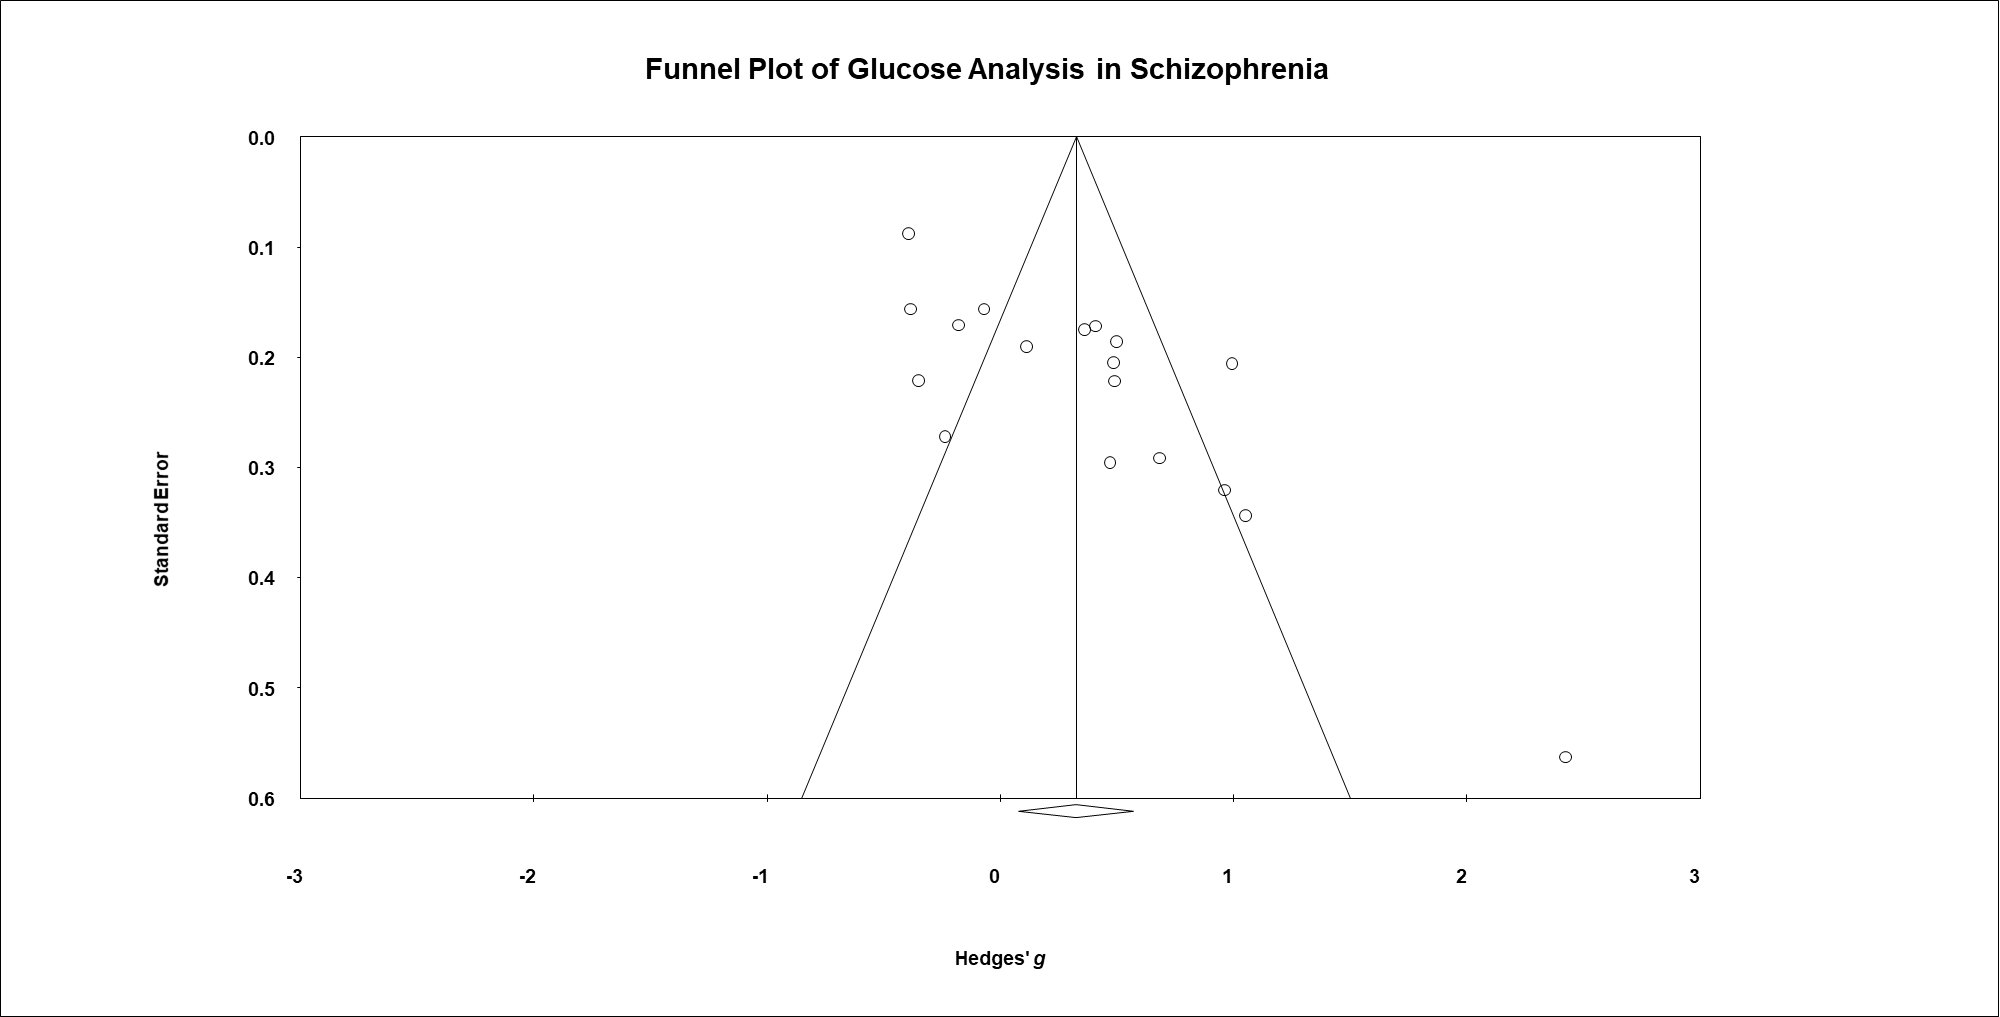 Funnel Plot of Glucose Analysis in Schizophrenia
0.0
0.1
0.2
0.3
0.4
0.5
0.6
Standard Error
-3 -2 -1 0 1 2 3
Hedges' g